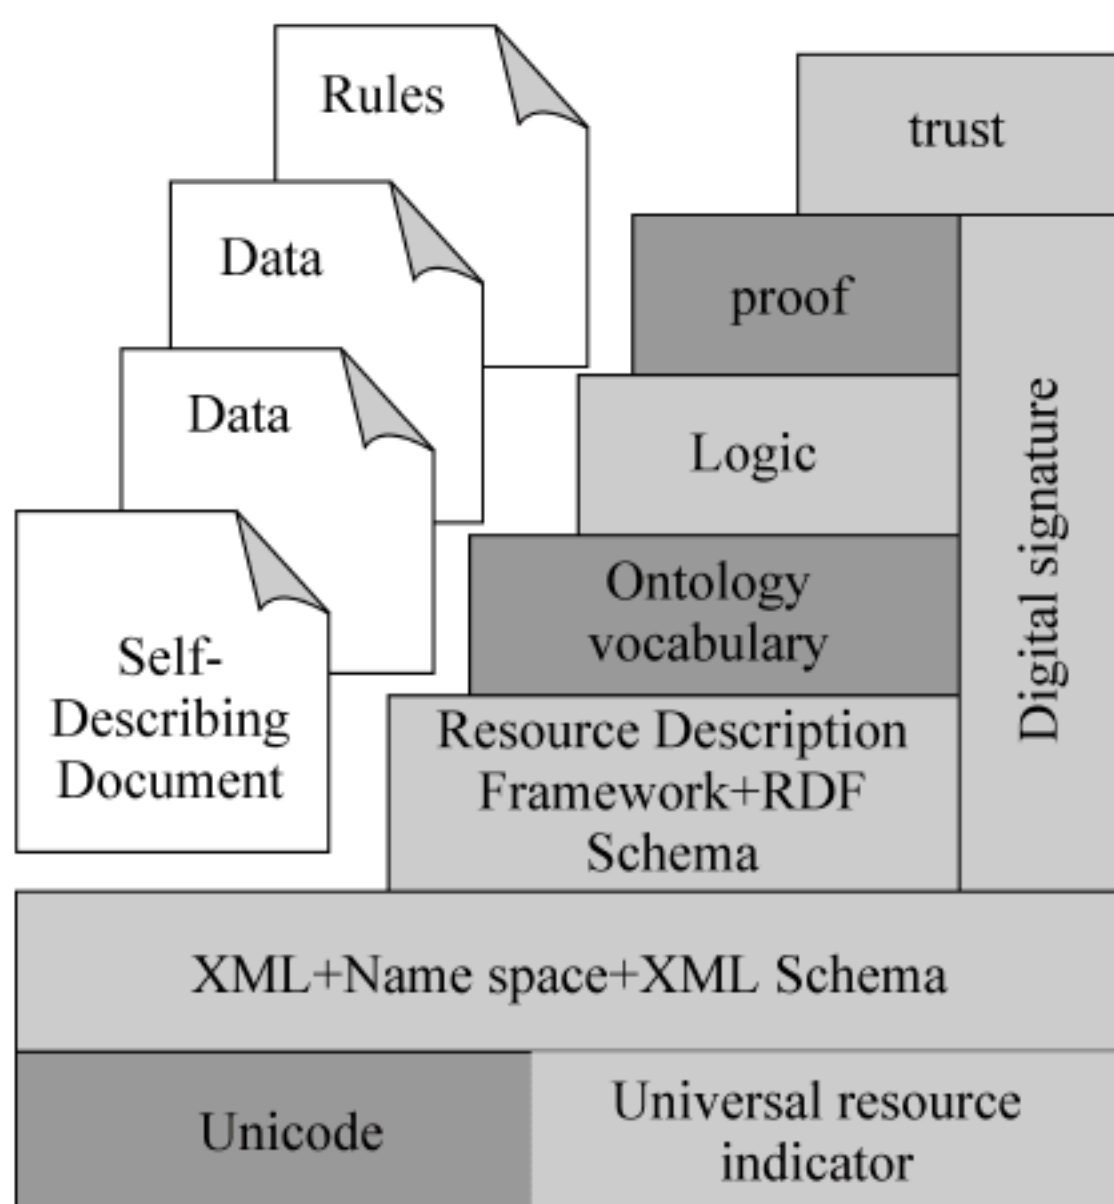 Rules
trust
Data
proof
Data
Logic
Digital signature
Ontology
vocabulary
Self-
Describing
Document
Resource Description
Framework+RDF
Schema
XML+Name space+XML Schema
Unicode
Universal resource
indicator